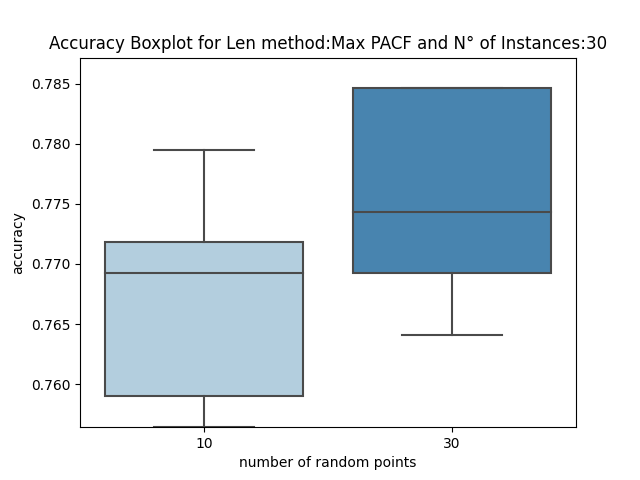 Accuracy Boxplot for Len method:Max PACF and N° of Instances:30
0.785
0.780
0.775
0.770
0.765
0.760
accuracy
10
30
number of random points